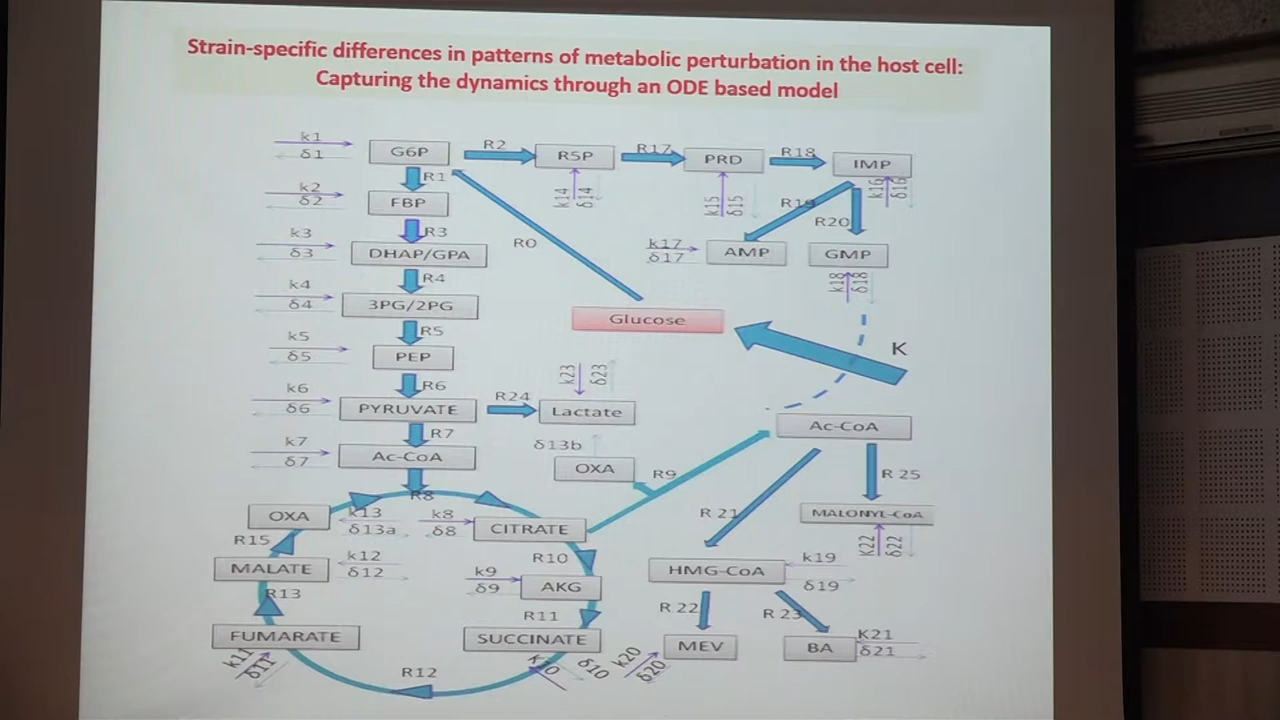 Strain-specific differences in patterns of metabolic perturbation in the host cell:
Capturing the dynamics through an ODE based model
k1
δ1
G6P
R2
R5P
R17
PRD
R18
IMP
R1
k2
δ2
FBP
k14
δ14
k15
δ15
k16
δ16
R19
R20
k3
δ3
R3
DHAP/GPA
R0
k17
δ17
AMP
GMP
k4
δ4
R4
3PG/2PG
k18
δ18
Glucose
k5
δ5
R5
PEP
K
k23
δ23
k6
δ6
R6
PYRUVATE
R24
Lactate
Ac-CoA
k7
δ7
R7
Ac-CoA
δ13b
OXA
R9
R 25
R8
OXA
k13
δ13a
k8
δ8
CITRATE
R 21
MALONYL-CoA
k22
δ22
R15
MALATE
k12
δ12
R10
k9
δ9
AKG
HMG-CoA
k19
δ19
R13
R11
R 22
R 23
FUMARATE
SUCCINATE
MEV
BA
K21
δ21
k11
δ11
R12
K10
δ10
k20
δ20